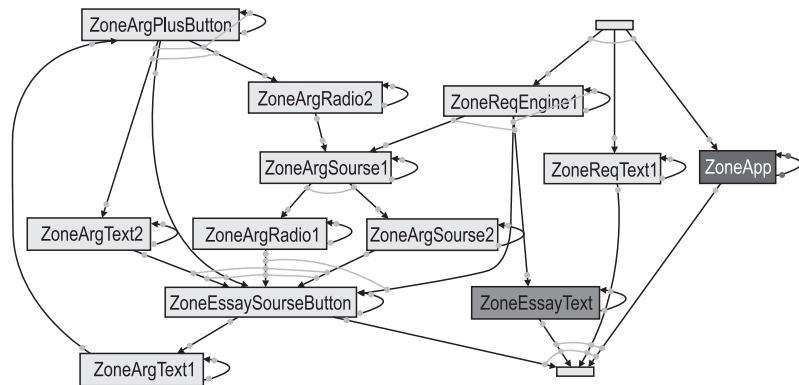 ZoneArgPlusButton
ZoneArgRadio2
ZoneReqEngine1
ZoneArgSourse1
ZoneReqText1
ZoneApp
ZoneArgText2
ZoneArgRadio1
ZoneArgSourse2
ZoneEssaySourseButton
ZoneEssayText
ZoneArgText1